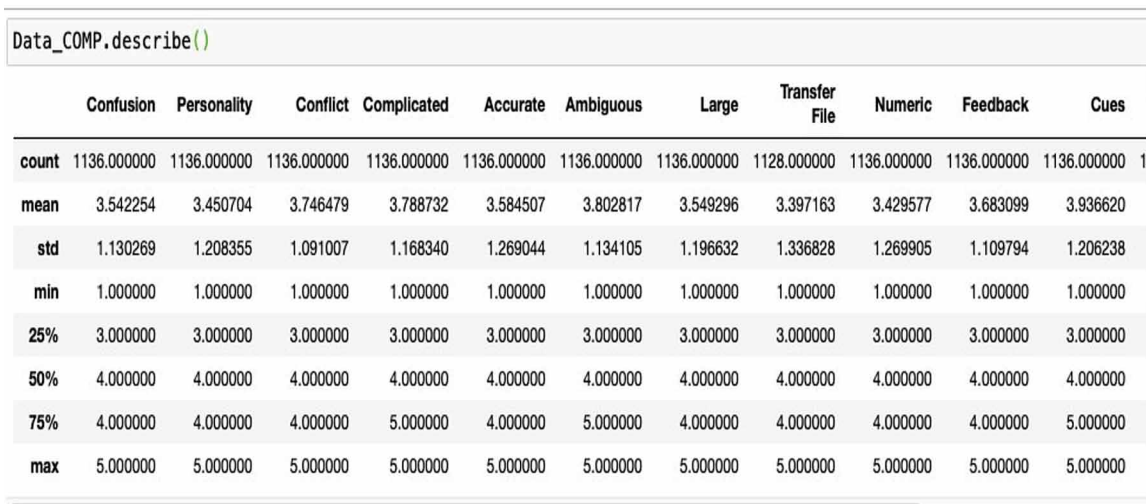 Data_COMP.describe()
Confusion Personality Conflict Complicated Accurate Ambiguous Large Transfer File Numeric Feedback Cues
count 1136.000000 1136.000000 1136.000000 1136.000000 1136.000000 1136.000000 1136.000000 1128.000000 1136.000000 1136.000000 1136.000000 1
mean 3.542254 3.450704 3.746479 3.788732 3.584507 3.802817 3.549296 3.397163 3.429577 3.683099 3.936620
std 1.130269 1.208355 1.091007 1.168340 1.269044 1.134105 1.196632 1.336828 1.269905 1.109794 1.206238
min 1.000000 1.000000 1.000000 1.000000 1.000000 1.000000 1.000000 1.000000 1.000000 1.000000 1.000000
25% 3.000000 3.000000 3.000000 3.000000 3.000000 3.000000 3.000000 3.000000 3.000000 3.000000 3.000000
50% 4.000000 4.000000 4.000000 4.000000 4.000000 4.000000 4.000000 4.000000 4.000000 4.000000 4.000000
75% 4.000000 4.000000 4.000000 5.000000 4.000000 5.000000 4.000000 4.000000 4.000000 4.000000 5.000000
max 5.000000 5.000000 5.000000 5.000000 5.000000 5.000000 5.000000 5.000000 5.000000 5.000000 5.000000